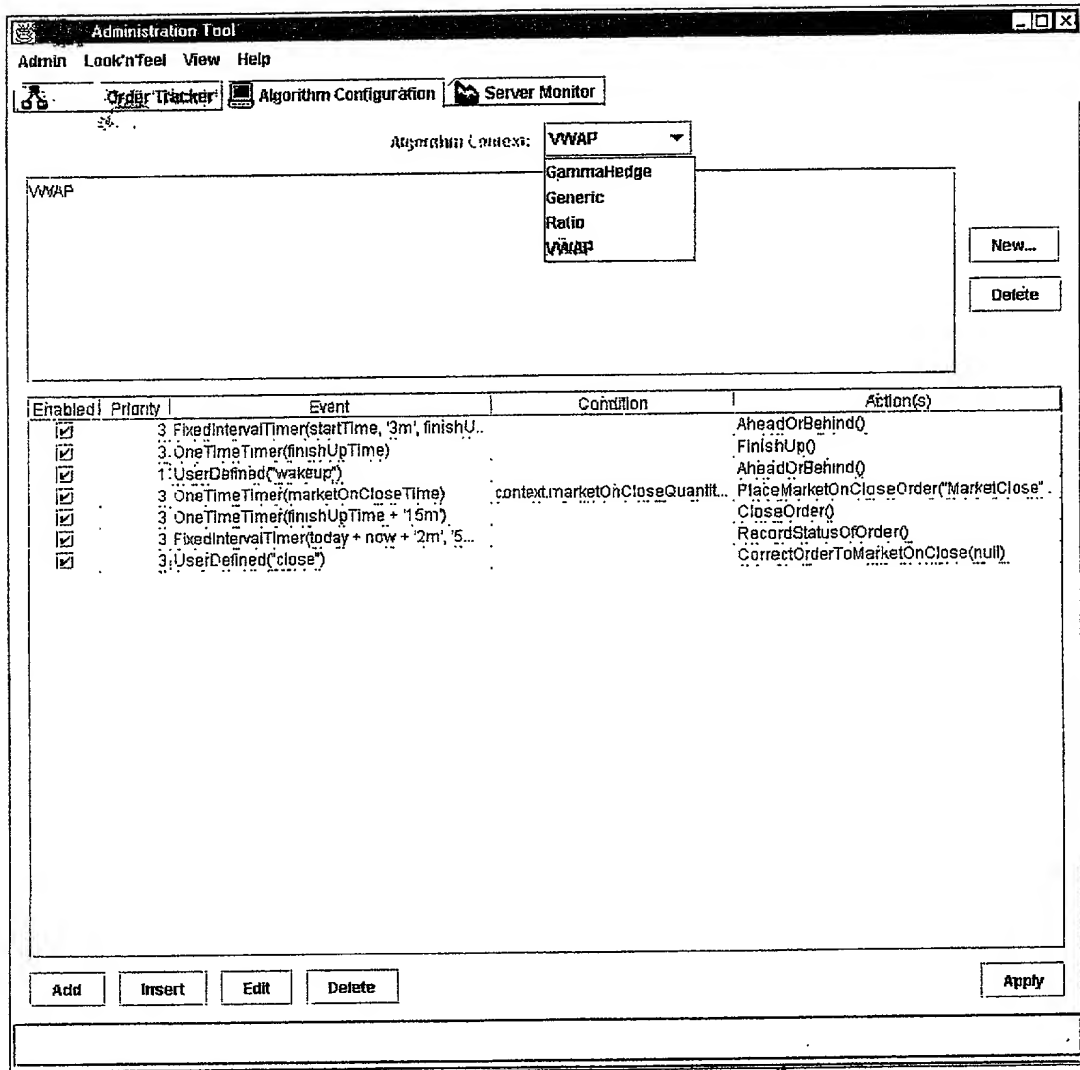 Administration Tool
Admin Look'n'feel View Help
Order Tracker Algorithm Configuration Server Monitor
Algorithm Context: VWAP
GammaHedge
Generic
Ratio
VWAP
VWAP
New...
Delete
Enabled Priority Event Condition Action(s)
3 FixedIntervalTimer(startTime, '3m', finishU... AheadOrBehind()
3 OneTimeTimer(finishUpTime) FinishUp()
1 UserDefined("wakeup") AheadOrBehind()
3 OneTimeTimer(marketOnCloseTime) context.marketOnCloseQuantit... PlaceMarketOnCloseOrder("MarketClose" .
3 OneTimeTimer(finishUpTime + '15m') CloseOrder()
3 FixedIntervalTimer(today + now + '2m', '5... RecordStatusOfOrder()
3 UserDefined("close") CorrectOrderToMarketOnClose(null)
Add Insert Edit Delete Apply